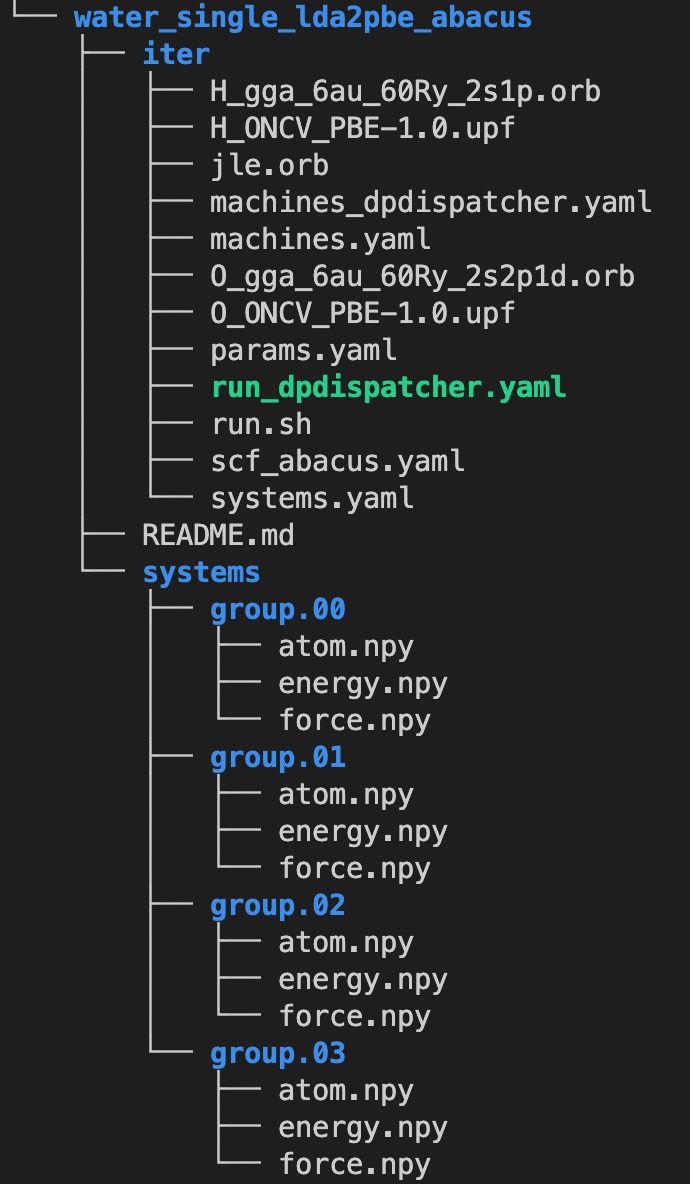 water_single_lda2pbe_abacus
iter
H_gga_6au_60Ry_2s1p.orb
H_ONCV_PBE-1.0.upf
jle.orb
machines_dpdispatcher.yaml
machines.yaml
O_gga_6au_60Ry_2s2p1d.orb
O_ONCV_PBE-1.0.upf
params.yaml
run_dpdispatcher.yaml
run.sh
scf_abacus.yaml
systems.yaml
README.md
systems
group.00
atom.npy
energy.npy
force.npy
group.01
atom.npy
energy.npy
force.npy
group.02
atom.npy
energy.npy
force.npy
group.03
atom.npy
energy.npy
force.npy